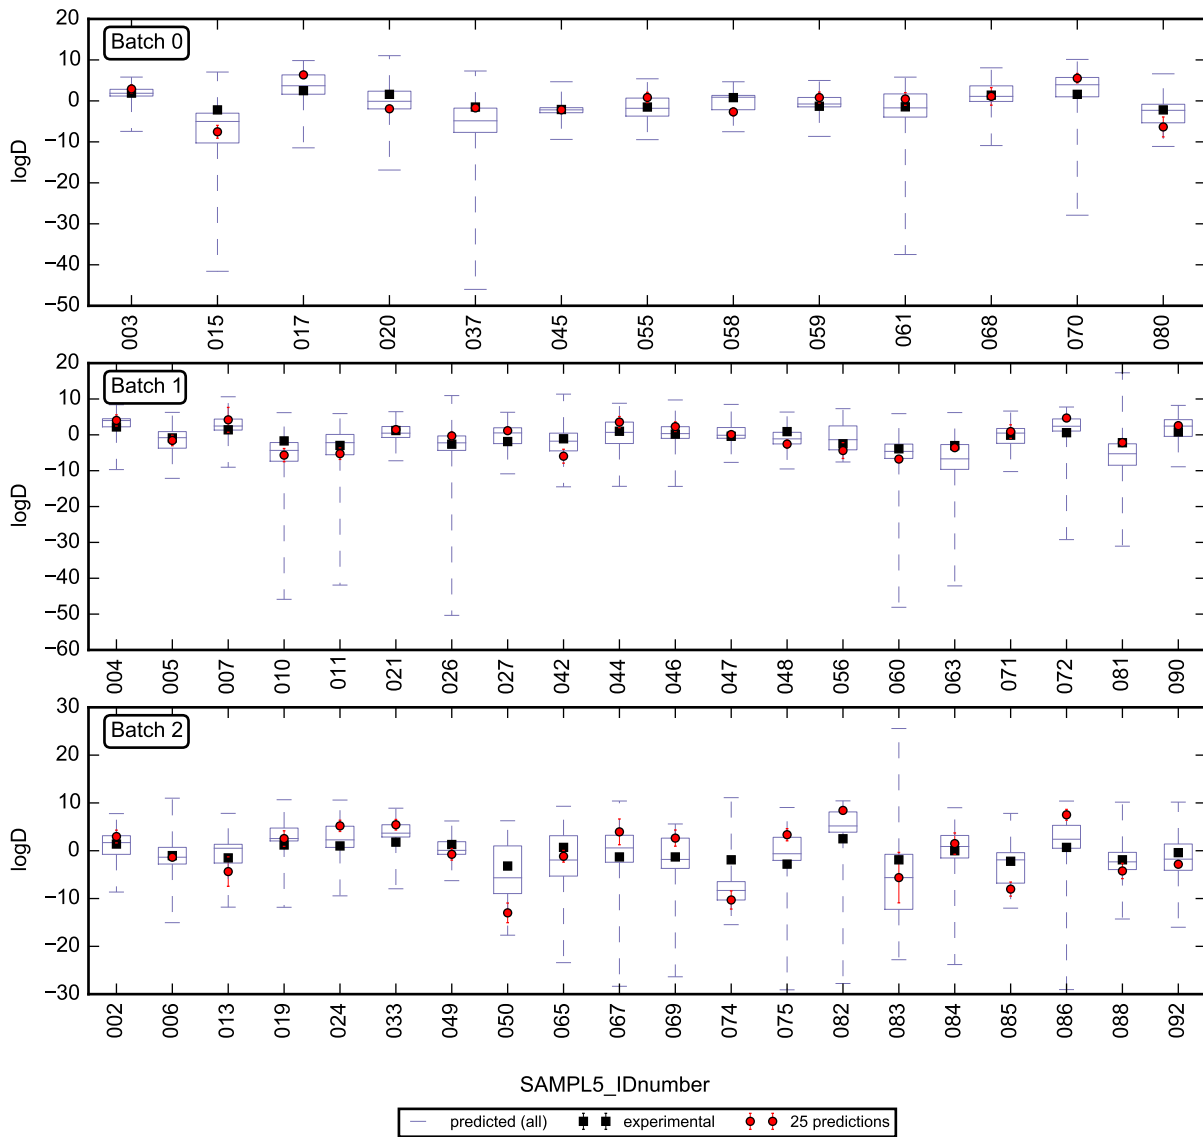 20
Batch 0
10
0
−10
logD
−20
−30
−40
−50
003 015 017 020 037 045 055 058 059 061 068 070 080
20
Batch 1
10
0
−10
logD
−20
−30
−40
−50
−60
004 005 007 010 011 021 026 027 042 044 046 047 048 056 060 063 071 072 081 090
30
Batch 2
20
10
logD
0
−10
−20
−30
002 006 013 019 024 033 049 050 065 067 069 074 075 082 083 084 085 086 088 092
SAMPL5_IDnumber
predicted (all) experimental 25 predictions